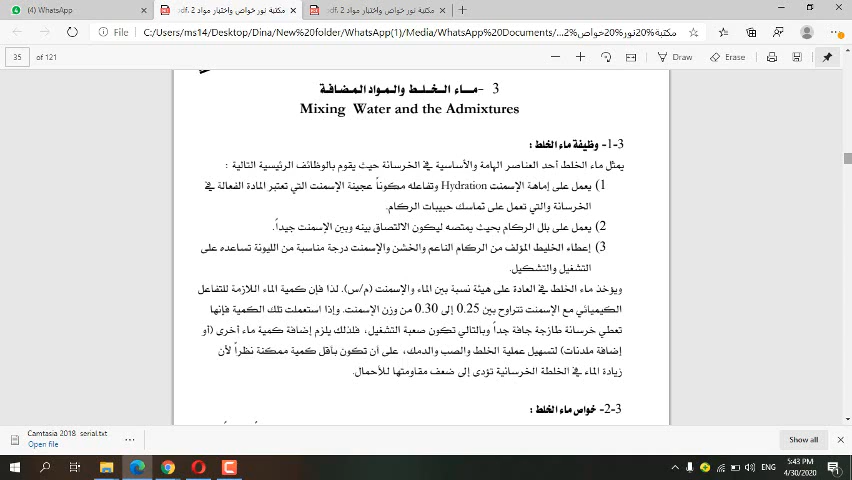 (4) WhatsApp
مكتبة نور خواص واختبار مواد 2 .pdf
مكتبة نور خواص واختبار مواد 2 .pdf
File
C:/Users/ms14/Desktop/Dina/New%20folder/WhatsApp(1)/Media/WhatsApp%20Documents/...2%مكتبة%20نور%20خواص
35 of 121
Draw
Erase
3 -مـاء الـخـلـط والـمـواد الـمـضـافـة
Mixing Water and the Admixtures
3-1- وظيفة ماء الخلط :
يمثل ماء الخلط أحد العناصر الهامة والأساسية في الخرسانة حيث يقوم بالوظائف الرئيسية التالية :
1) يعمل على إماهة الإسمنت Hydration وتفاعله مكوناً عجينة الإسمنت التي تعتبر المادة الفعالة في
الخرسانة والتي تعمل على تماسك حبيبات الركام.
2) يعمل على بلل الركام بحيث يمتصه ليكون الالتصاق بينه وبين الإسمنت جيداً.
3) إعطاء الخليط المؤلف من الركام الناعم والخشن والإسمنت درجة مناسبة من الليونة تساعده على
التشغيل والتشكيل.
ويؤخذ ماء الخلط في العادة على هيئة نسبة بين الماء والإسمنت (م/س). لذا فإن كمية الماء اللازمة للتفاعل
الكيميائي مع الإسمنت تتراوح بين 0.25 إلى 0.30 من وزن الإسمنت. وإذا استعملت تلك الكمية فإنها
تعطي خرسانة طازجة جافة جداً وبالتالي تكون صعبة التشغيل، فلذلك يلزم إضافة كمية ماء أخرى (أو
إضافة ملدنات) لتسهيل عملية الخلط والصب والدمك، على أن تكون بأقل كمية ممكنة نظراً لأن
زيادة الماء في الخلطة الخرسانية تؤدى إلى ضعف مقاومتها للأحمال.
3-2- خواص ماء الخلط :
Camtasia 2018 serial.txt
Open file
Show all
ENG
5:43 PM
4/30/2020